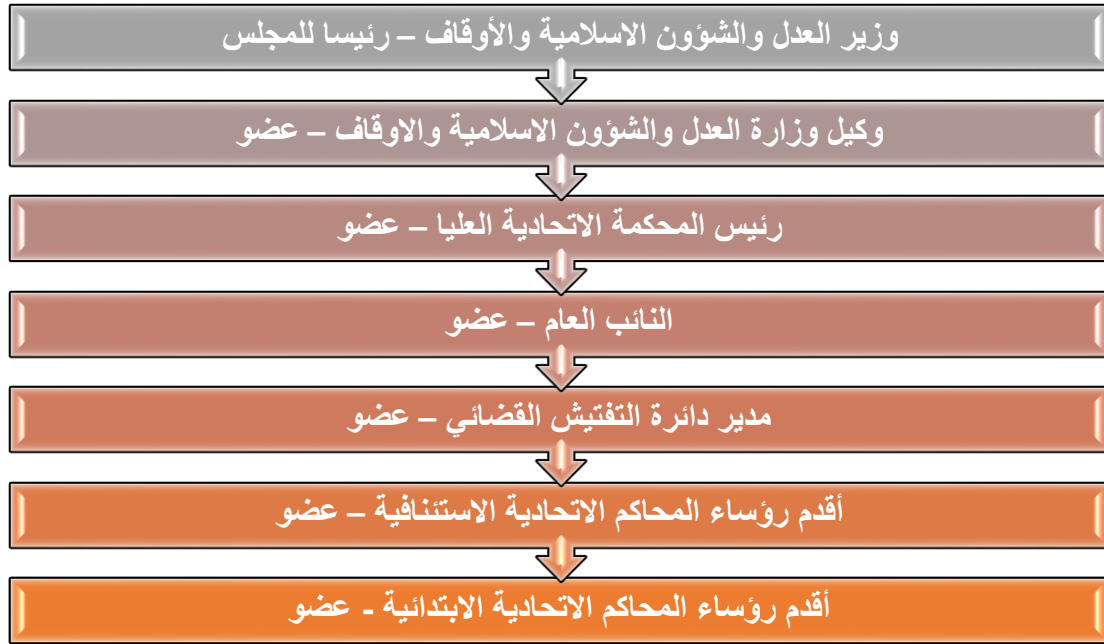 وزير العدل والشؤون الاسلامية والأوقاف – رئيسا للمجلس
وكيل وزارة العدل والشؤون الاسلامية والاوقاف – عضو
رئيس المحكمة الاتحادية العليا – عضو
النائب العام – عضو
مدير دائرة التفتيش القضائي – عضو
أقدم رؤساء المحاكم الاتحادية الاستئنافية – عضو
أقدم رؤساء المحاكم الاتحادية الابتدائية - عضو